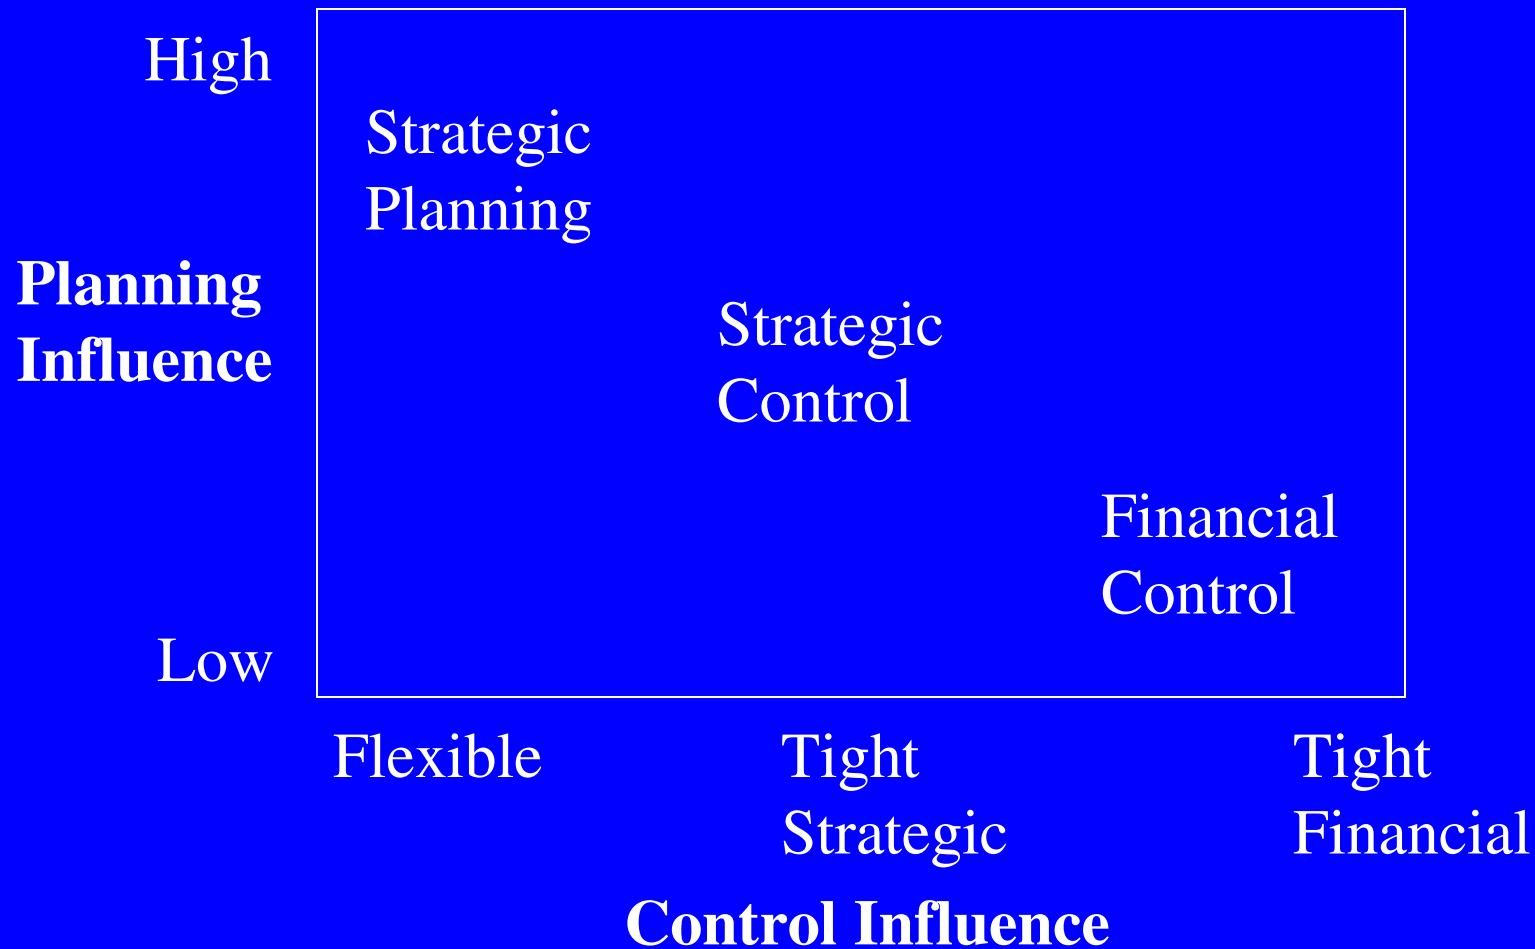 High
Strategic
Planning
Planning
Influence
Strategic
Control
Financial
Control
Low
Flexible
Tight
Strategic
Tight
Financial
Control Influence